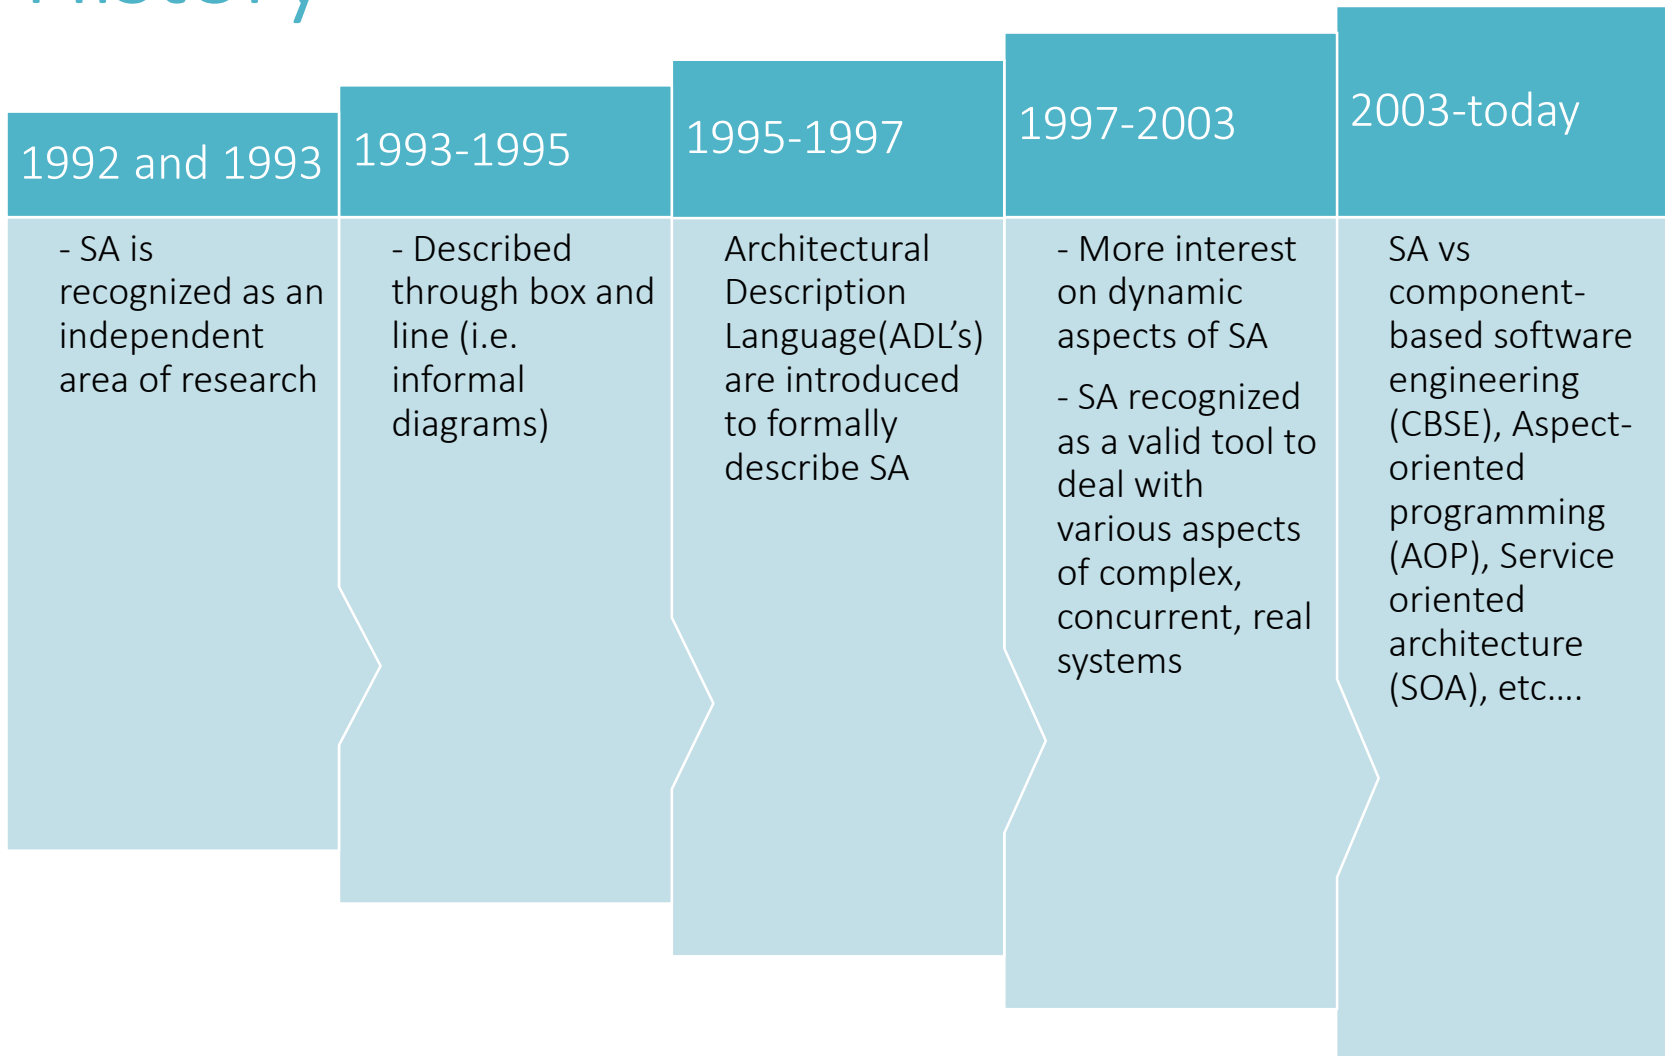 History
1992 and 1993
- SA is
recognized as an
independent
area of research
1993-1995
- Described
through box and
line (i.e.
informal
diagrams)
1995-1997
Architectural
Description
Language(ADL’s)
are introduced
to formally
describe SA
1997-2003
- More interest
on dynamic
aspects of SA
- SA recognized
as a valid tool to
deal with
various aspects
of complex,
concurrent, real
systems
2003-today
SA vs
component-
based software
engineering
(CBSE), Aspect-
oriented
programming
(AOP), Service
oriented
architecture
(SOA), etc….